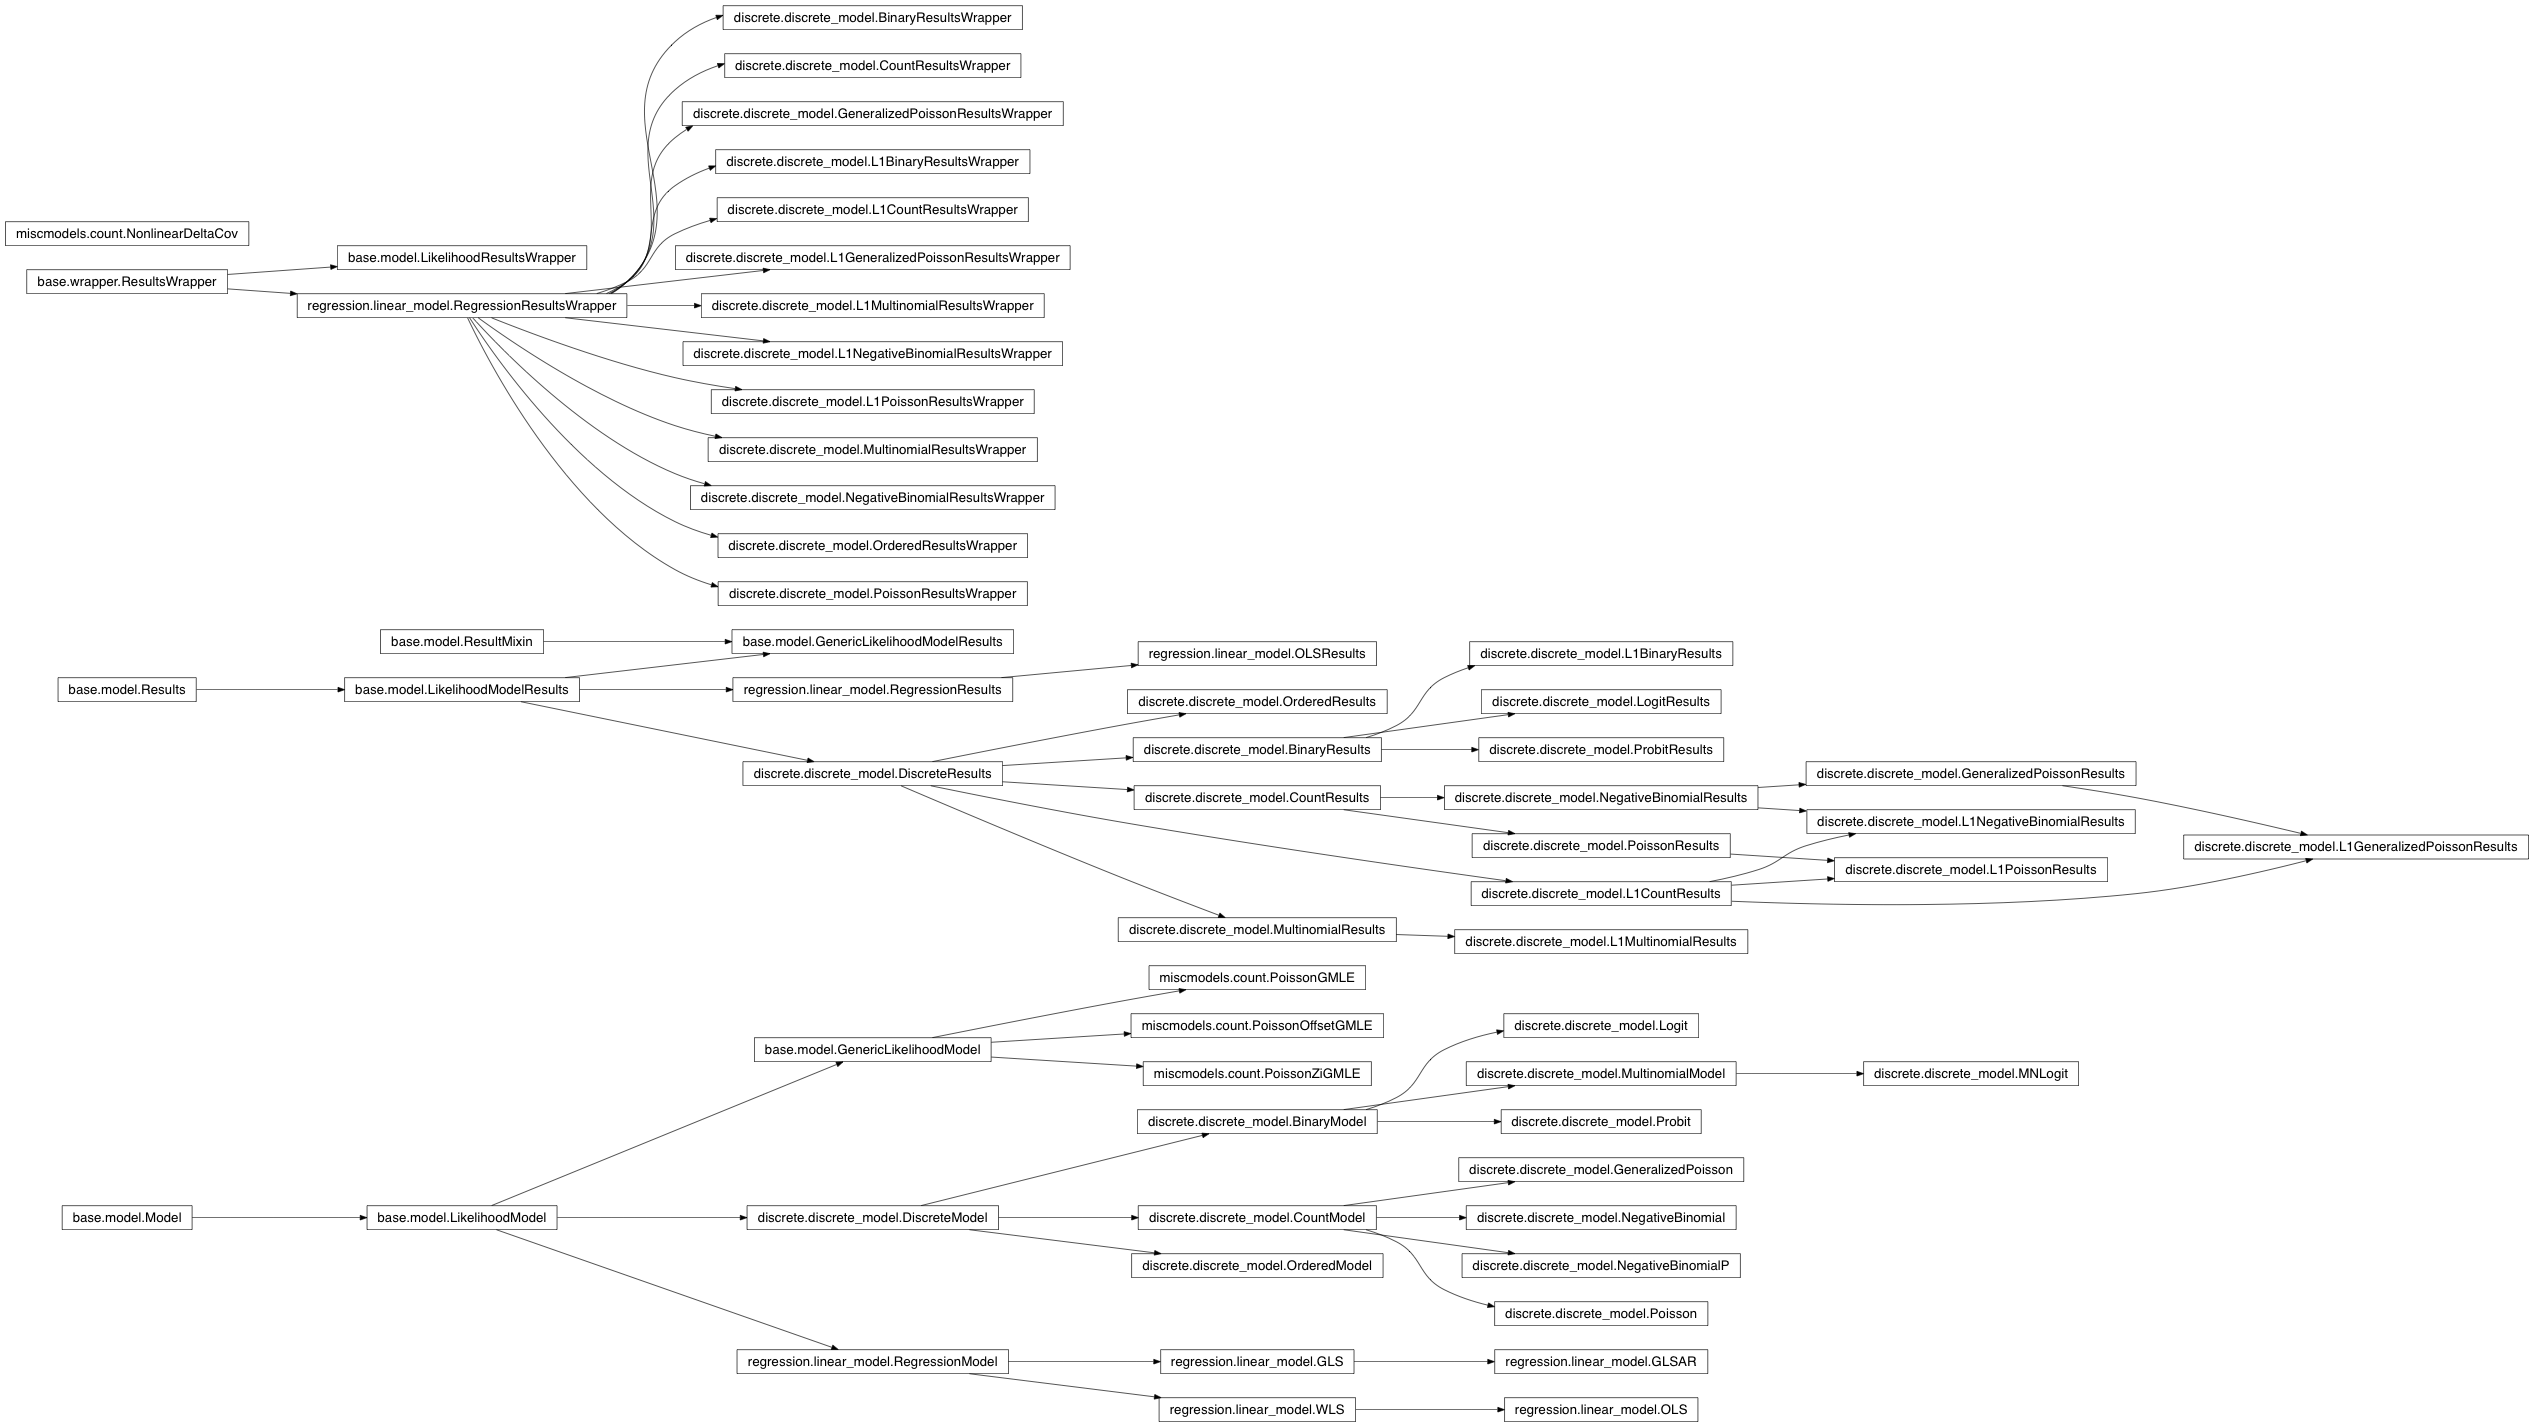 discrete.discrete_model.BinaryResultsWrapper
discrete.discrete_model.CountResultsWrapper
discrete.discrete_model.GeneralizedPoissonResultsWrapper
discrete.discrete_model.L1BinaryResultsWrapper
discrete.discrete_model.L1CountResultsWrapper
miscmodels.count.NonlinearDeltaCov
base.model.LikelihoodResultsWrapper
discrete.discrete_model.L1GeneralizedPoissonResultsWrapper
base.wrapper.ResultsWrapper
regression.linear_model.RegressionResultsWrapper
discrete.discrete_model.L1MultinomialResultsWrapper
discrete.discrete_model.L1NegativeBinomialResultsWrapper
discrete.discrete_model.L1PoissonResultsWrapper
discrete.discrete_model.MultinomialResultsWrapper
discrete.discrete_model.NegativeBinomialResultsWrapper
discrete.discrete_model.OrderedResultsWrapper
discrete.discrete_model.PoissonResultsWrapper
base.model.ResultMixin
base.model.GenericLikelihoodModelResults
regression.linear_model.OLSResults
discrete.discrete_model.L1BinaryResults
base.model.Results
base.model.LikelihoodModelResults
regression.linear_model.RegressionResults
discrete.discrete_model.OrderedResults
discrete.discrete_model.LogitResults
discrete.discrete_model.BinaryResults
discrete.discrete_model.ProbitResults
discrete.discrete_model.DiscreteResults
discrete.discrete_model.GeneralizedPoissonResults
discrete.discrete_model.CountResults
discrete.discrete_model.NegativeBinomialResults
discrete.discrete_model.L1NegativeBinomialResults
discrete.discrete_model.PoissonResults
discrete.discrete_model.L1GeneralizedPoissonResults
discrete.discrete_model.L1PoissonResults
discrete.discrete_model.L1CountResults
discrete.discrete_model.MultinomialResults
discrete.discrete_model.L1MultinomialResults
miscmodels.count.PoissonGMLE
miscmodels.count.PoissonOffsetGMLE
discrete.discrete_model.Logit
base.model.GenericLikelihoodModel
miscmodels.count.PoissonZiGMLE
discrete.discrete_model.MultinomialModel
discrete.discrete_model.MNLogit
discrete.discrete_model.BinaryModel
discrete.discrete_model.Probit
discrete.discrete_model.GeneralizedPoisson
base.model.Model
base.model.LikelihoodModel
discrete.discrete_model.DiscreteModel
discrete.discrete_model.CountModel
discrete.discrete_model.NegativeBinomial
discrete.discrete_model.OrderedModel
discrete.discrete_model.NegativeBinomialP
discrete.discrete_model.Poisson
regression.linear_model.RegressionModel
regression.linear_model.GLS
regression.linear_model.GLSAR
regression.linear_model.WLS
regression.linear_model.OLS